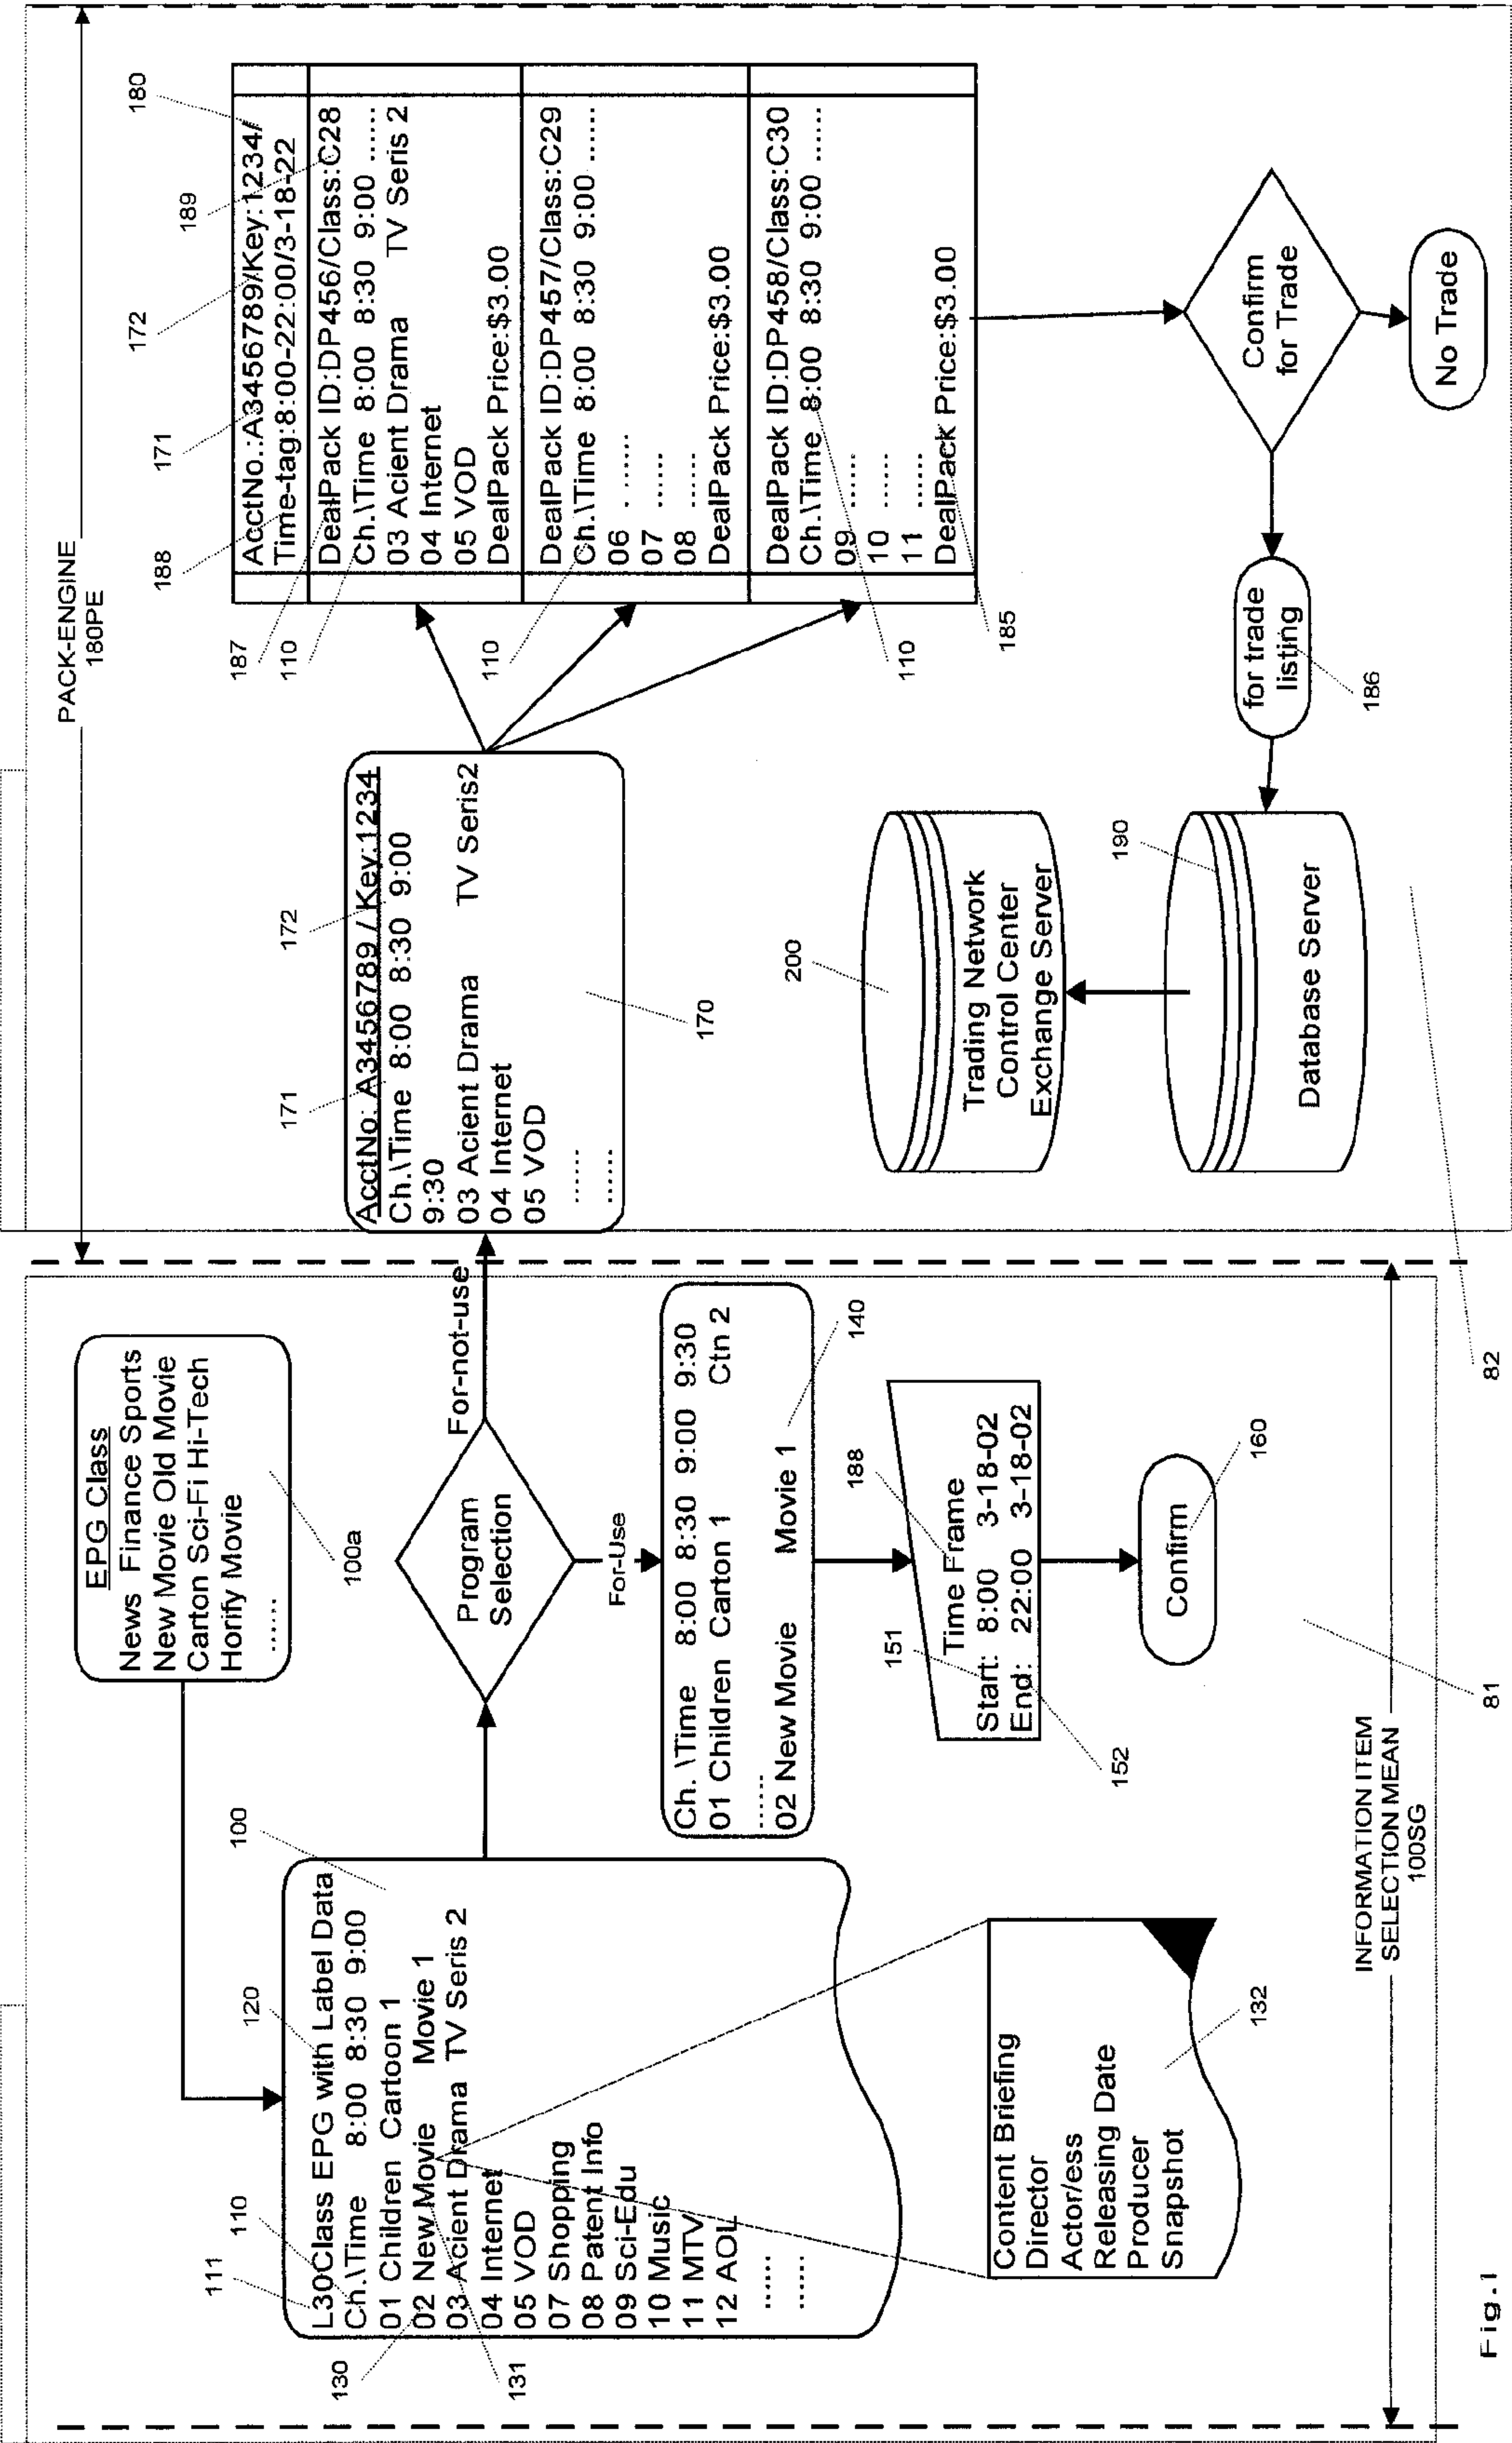 PACK-ENGINE
180PE
EPG Class
News Finance Sports
New Movie Old Movie
Carton Sci-Fi Hi-Tech
Horify Movie
......
100a
111
110
120
100
L30Class EPG with Label Data
Ch.\Time 8:00 8:30 9:00
01 Children Cartoon 1
02 New Movie Movie 1
03 Acient Drama TV Seris 2
04 Internet
05 VOD
07 Shopping
08 Patent Info
09 Sci-Edu
10 Music
11 MTV
12 AOL
......
......
130
131
Content Briefing
Director
Actor/ess
Releasing Date
Producer
Snapshot
132
Program
Selection
For-not-use
For-Use
Ch. \Time 8:00 8:30 9:00 9:30
01 Children Carton 1 Ctn 2
......
02 New Movie Movie 1
140
188
151
Time Frame
Start: 8:00 3-18-02
End: 22:00 3-18-02
152
Confirm
160
81
INFORMATION ITEM
SELECTION MEAN
100SG
171
172
AcctNo: A3456789 / Key:1234
Ch.\Time 8:00 8:30 9:00
9:30
03 Acient Drama TV Seris2
04 Internet
05 VOD
......
......
170
188
171
172
189
180
AcctNo.:A3456789/Key:1234/
Time-tag:8:00-22:00/3-18-22
DealPack ID:DP456/Class:C28
Ch.\Time 8:00 8:30 9:00 ......
03 Acient Drama TV Seris 2
04 Internet
05 VOD
DealPack Price:$3.00
DealPack ID:DP457/Class:C29
Ch.\Time 8:00 8:30 9:00 ......
06 . ......
07 ......
08 ......
DealPack Price:$3.00
DealPack ID:DP458/Class:C30
Ch.\Time 8:00 8:30 9:00 ......
09 ......
10 ......
11 ......
DealPack Price:$3.00
187
110
110
110
185
Confirm
for Trade
No Trade
for trade
listing
186
200
Trading Network
Control Center
Exchange Server
190
Database Server
82
Fig.1